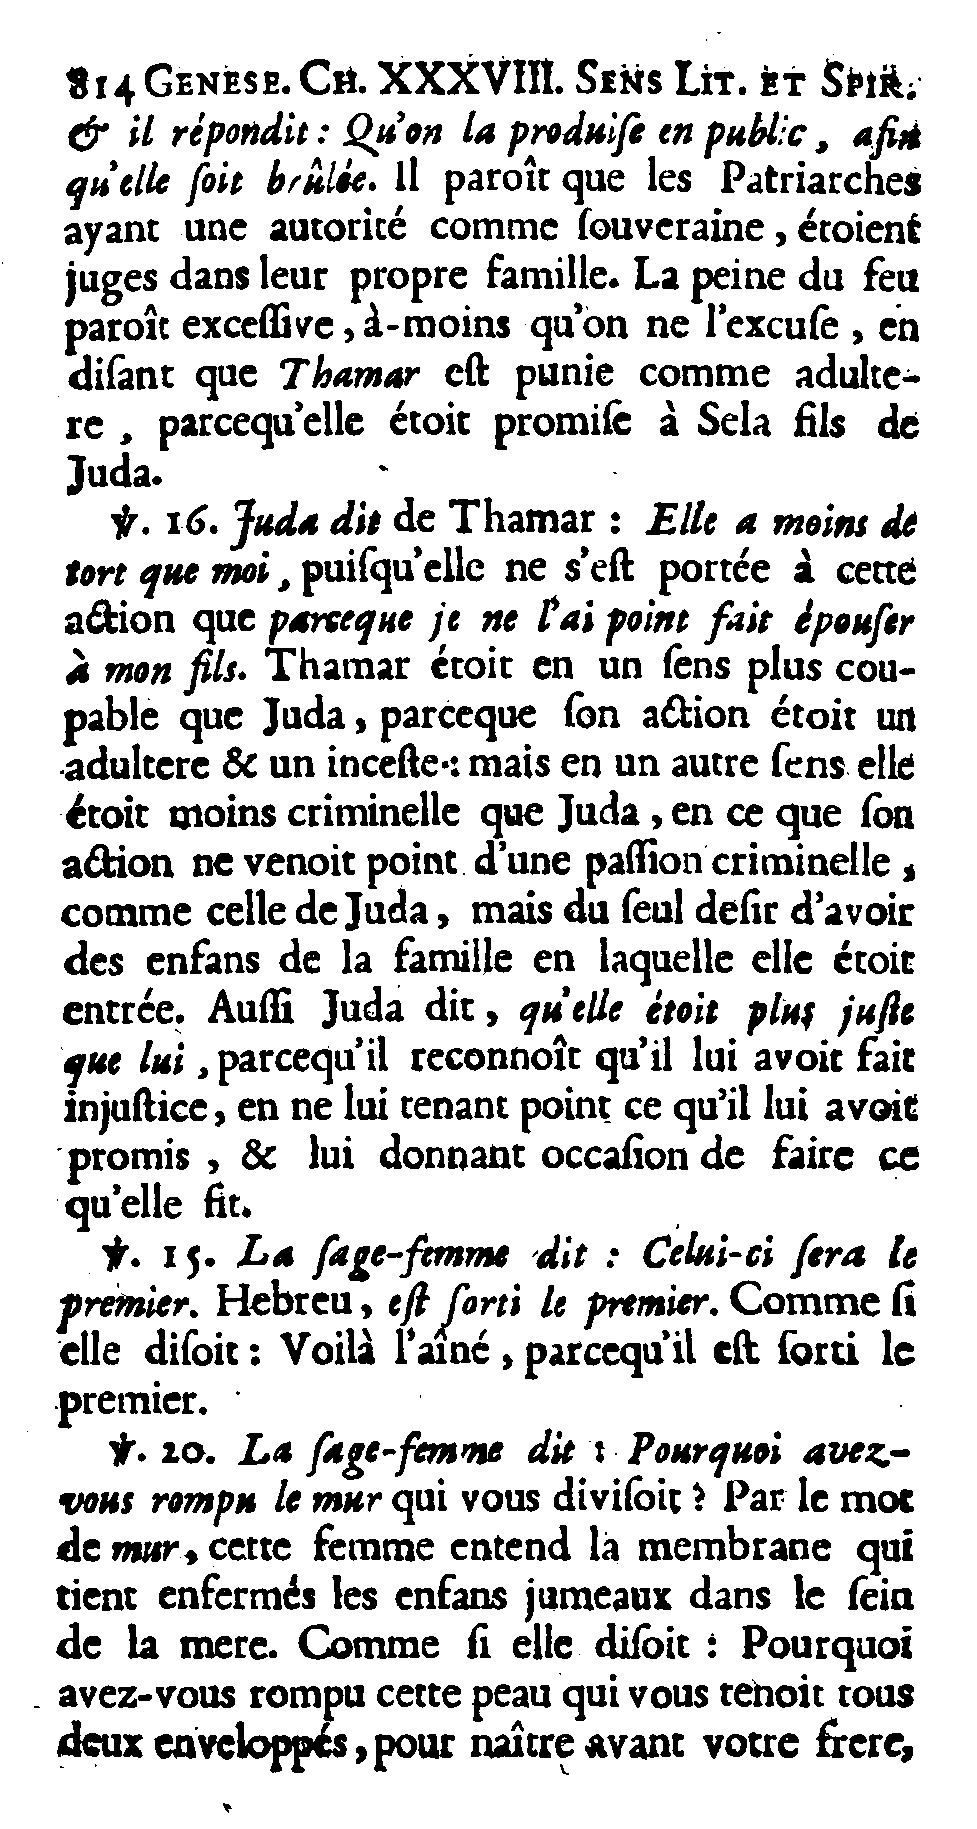 814 GENESE. CH. XXXVIII. SENS LIT. ET SPIR.
& il répondit : Qu'on la produiſe en public, afin
qu'elle ſoit brûlée. Il paroît que les Patriarches
ayant une autorité comme ſouveraine, étoient
juges dans leur propre famille. La peine du feu
paroît exceſſive, à-moins qu'on ne l'excuſe, en
diſant que Thamar eſt punie comme adulte-
re, parcequ'elle étoit promiſe à Sela fils de
Juda.
℣. 16. Juda dit de Thamar : Elle a moins de
tort que moi, puiſqu'elle ne s'eſt portée à cette
action que parceque je ne l'ai point fait épouſer
à mon fils. Thamar étoit en un ſens plus cou-
pable que Juda, parceque ſon action étoit un
adultere & un inceſte : mais en un autre ſens elle
étoit moins criminelle que Juda, en ce que ſon
action ne venoit point d'une paſſion criminelle,
comme celle de Juda, mais du ſeul deſir d'avoir
des enfans de la famille en laquelle elle étoit
entrée. Auſſi Juda dit, qu'elle étoit plus juſte
que lui, parcequ'il reconnoît qu'il lui avoit fait
injuſtice, en ne lui tenant point ce qu'il lui avoit
promis, & lui donnant occaſion de faire ce
qu'elle fit.
℣. 15. La ſage-femme dit : Celui-ci ſera le
premier. Hebreu, eſt ſorti le premier. Comme ſi
elle diſoit : Voilà l'aîné, parcequ'il eſt ſorti le
premier.
℣. 20. La ſage-femme dit : Pourquoi avez-
vous rompu le mur qui vous diviſoit ? Par le mot
de mur, cette femme entend la membrane qui
tient enfermés les enfans jumeaux dans le ſein
de la mere. Comme ſi elle diſoit : Pourquoi
avez-vous rompu cette peau qui vous tenoit tous
deux enveloppés, pour naître avant votre frere,